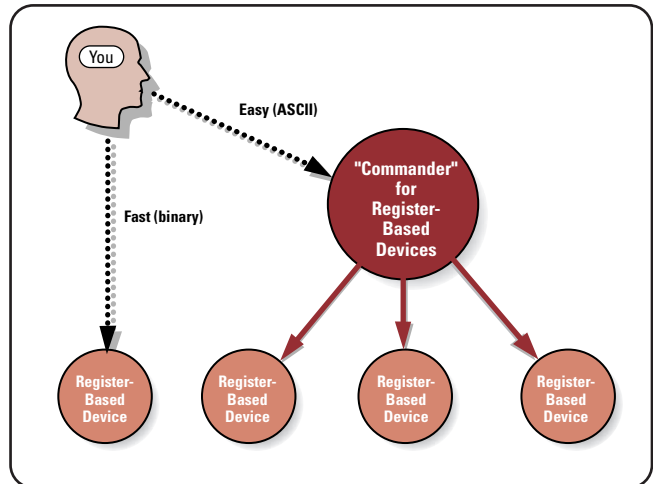 You
Easy (ASCII)
"Commander"
for
Register-
Based
Devices
Fast (binary)
Register-
Based
Device
Register-
Based
Device
Register-
Based
Device
Register-
Based
Device